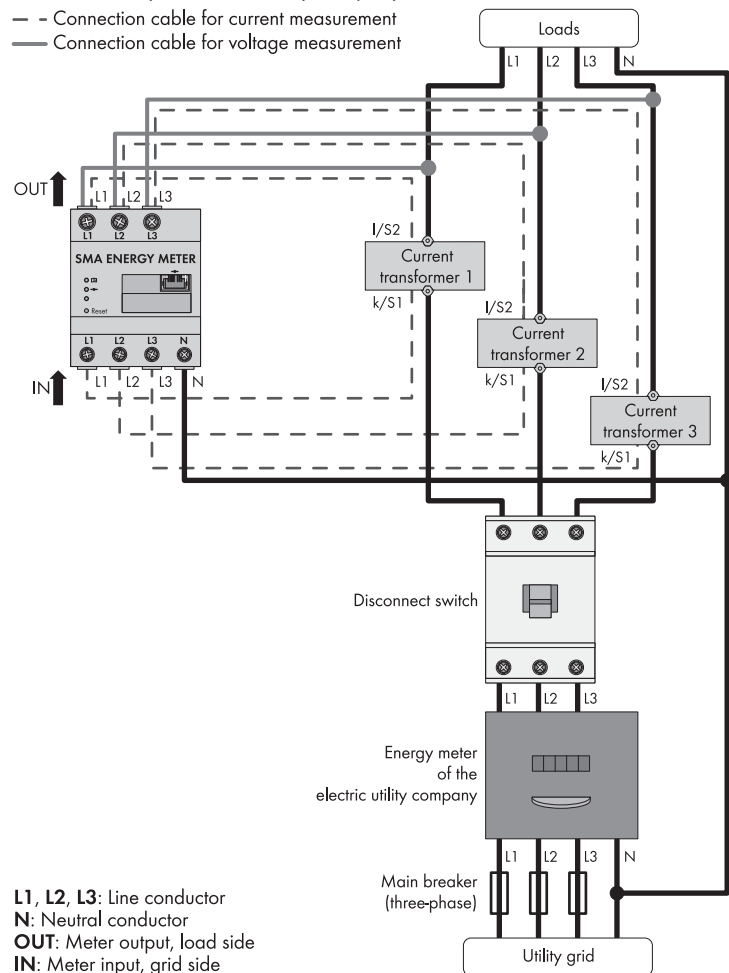 Connection cable for current measurement
Connection cable for voltage measurement
Loads
L1 L2 L3 N
OUT
L1 L2 L3
L1 L2 L3
SMA ENERGY METER
Reset
L1 L2 L3 N
IN
L1 L2 L3 N
l/S2
Current
transformer 1
k/S1
l/S2
Current
transformer 2
k/S1
l/S2
Current
transformer 3
k/S1
Disconnect switch
L1 L2 L3
Energy meter
of the
electric utility company
L1 L2 L3 N
Main breaker
(three-phase)
Utility grid
L1, L2, L3: Line conductor
N: Neutral conductor
OUT: Meter output, load side
IN: Meter input, grid side